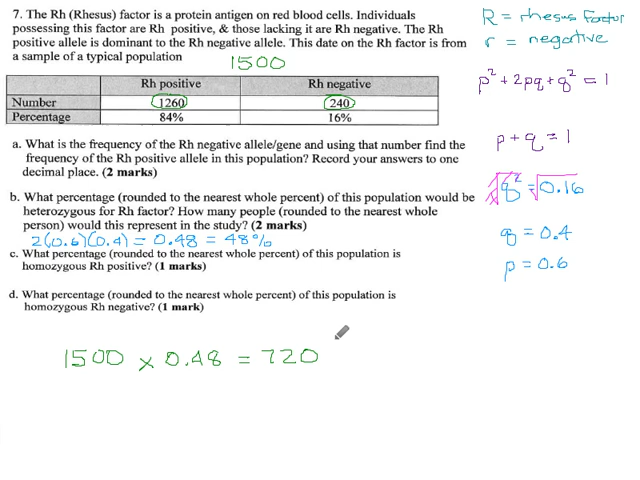 7. The Rh (Rhesus) factor is a protein antigen on red blood cells. Individuals
possessing this factor are Rh positive, & those lacking it are Rh negative. The Rh
positive allele is dominant to the Rh negative allele. This date on the Rh factor is from
a sample of a typical population
1500
Rh positive Rh negative
Number 1260 240
Percentage 84% 16%
a. What is the frequency of the Rh negative allele/gene and using that number find the
frequency of the Rh positive allele in this population? Record your answers to one
decimal place. (2 marks)
b. What percentage (rounded to the nearest whole percent) of this population would be
heterozygous for Rh factor? How many people (rounded to the nearest whole
person) would this represent in the study? (2 marks)
2(0.6)(0.4) = 0.48 = 48%
c. What percentage (rounded to the nearest whole percent) of this population is
homozygous Rh positive? (1 marks)
d. What percentage (rounded to the nearest whole percent) of this population is
homozygous Rh negative? (1 mark)
1500 x 0.48 = 720
R = rhesus Factor
r = negative
p² + 2pq + q² = 1
p + q = 1
√q² = √0.16
q = 0.4
p = 0.6